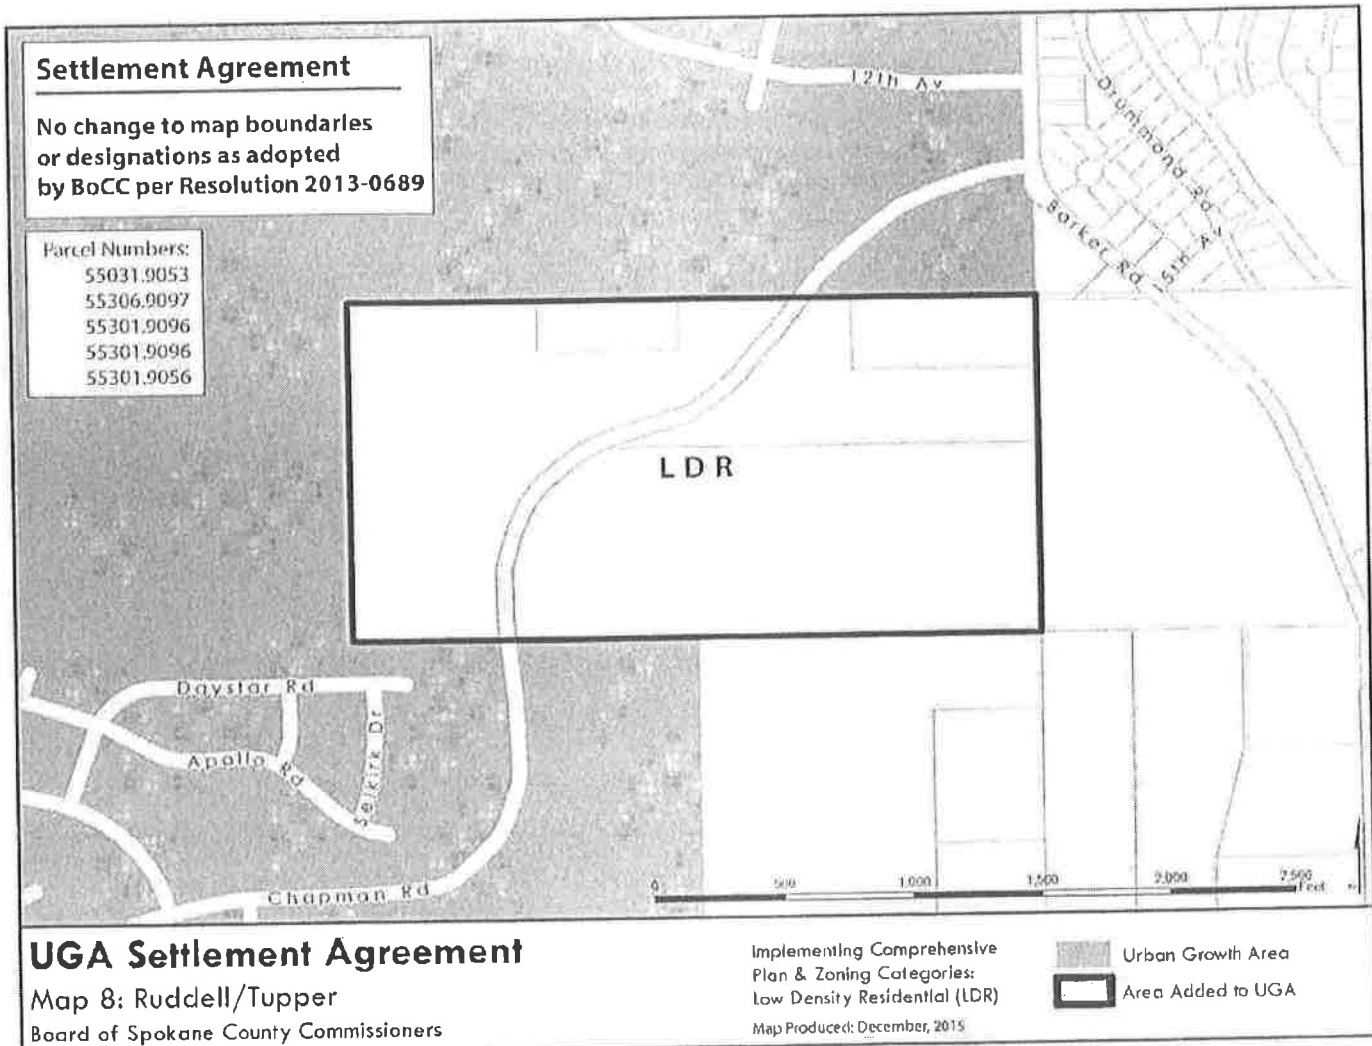 Settlement Agreement
No change to map boundaries
or designations as adopted
by BoCC per Resolution 2013-0689
Parcel Numbers:
55031.9053
55306.9097
55301.9096
55301.9096
55301.9056
12th Av
Drummond Rd
Barker Rd
15th Av
LDR
Daystar Rd
Apollo Rd
Selkirk Dr
Chapman Rd
0 500 1,000 1,500 2,000 2,500
Feet
UGA Settlement Agreement
Map 8: Ruddell/Tupper
Board of Spokane County Commissioners
Implementing Comprehensive
Plan & Zoning Categories:
Low Density Residential (LDR)
Map Produced: December, 2015
Urban Growth Area
Area Added to UGA